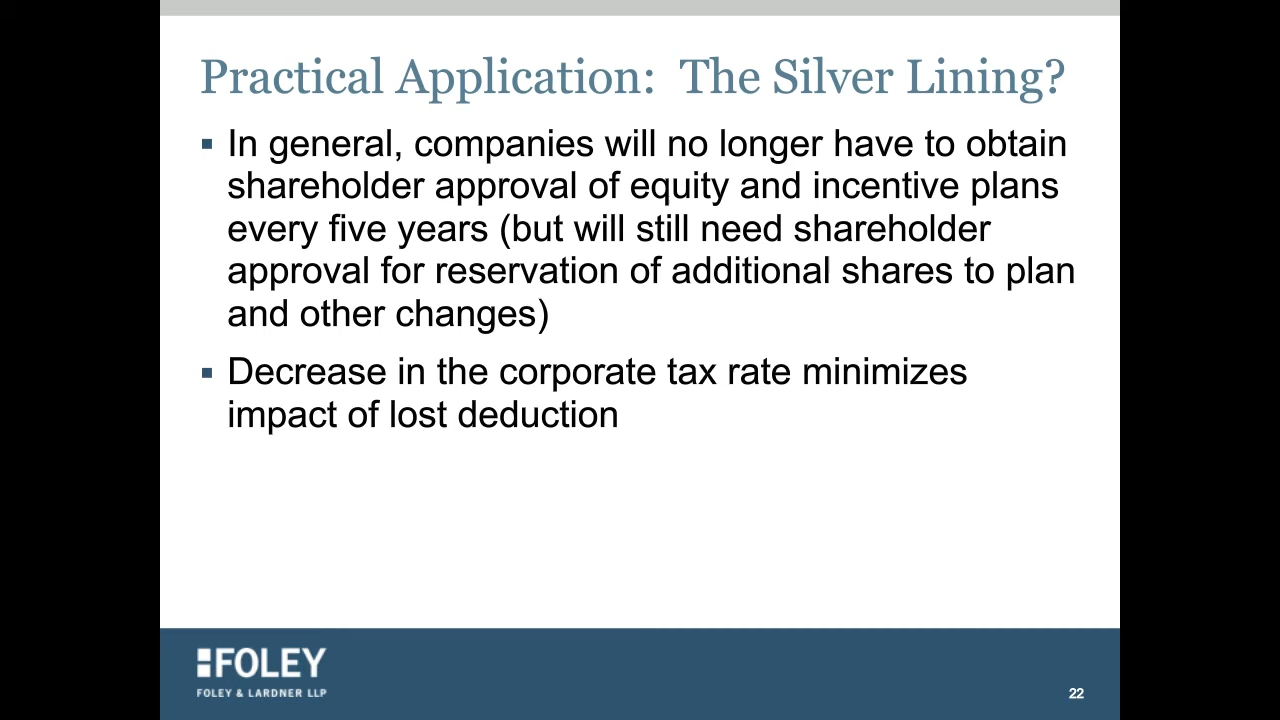 Practical Application:  The Silver Lining?
▪ In general, companies will no longer have to obtain
shareholder approval of equity and incentive plans
every five years (but will still need shareholder
approval for reservation of additional shares to plan
and other changes)
▪ Decrease in the corporate tax rate minimizes
impact of lost deduction
FOLEY
FOLEY & LARDNER LLP
22